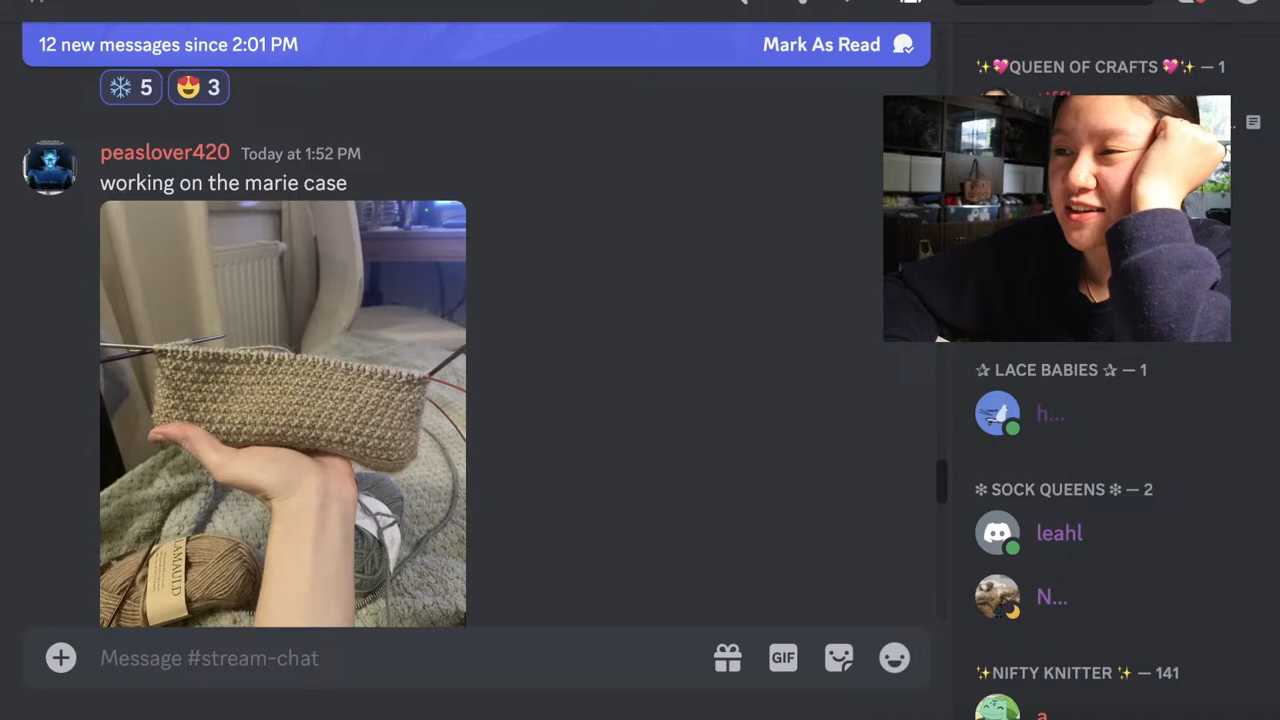 12 new messages since 2:01 PM
Mark As Read
✨💖QUEEN OF CRAFTS 💖✨ — 1
❄️ 5 😍 3
peaslover420 Today at 1:52 PM
working on the marie case
LAMAULD
✰ LACE BABIES ✰ — 1
h...
❄ SOCK QUEENS ❄ — 2
leahl
N...
✨NIFTY KNITTER ✨ — 141
a
Message #stream-chat
GIF